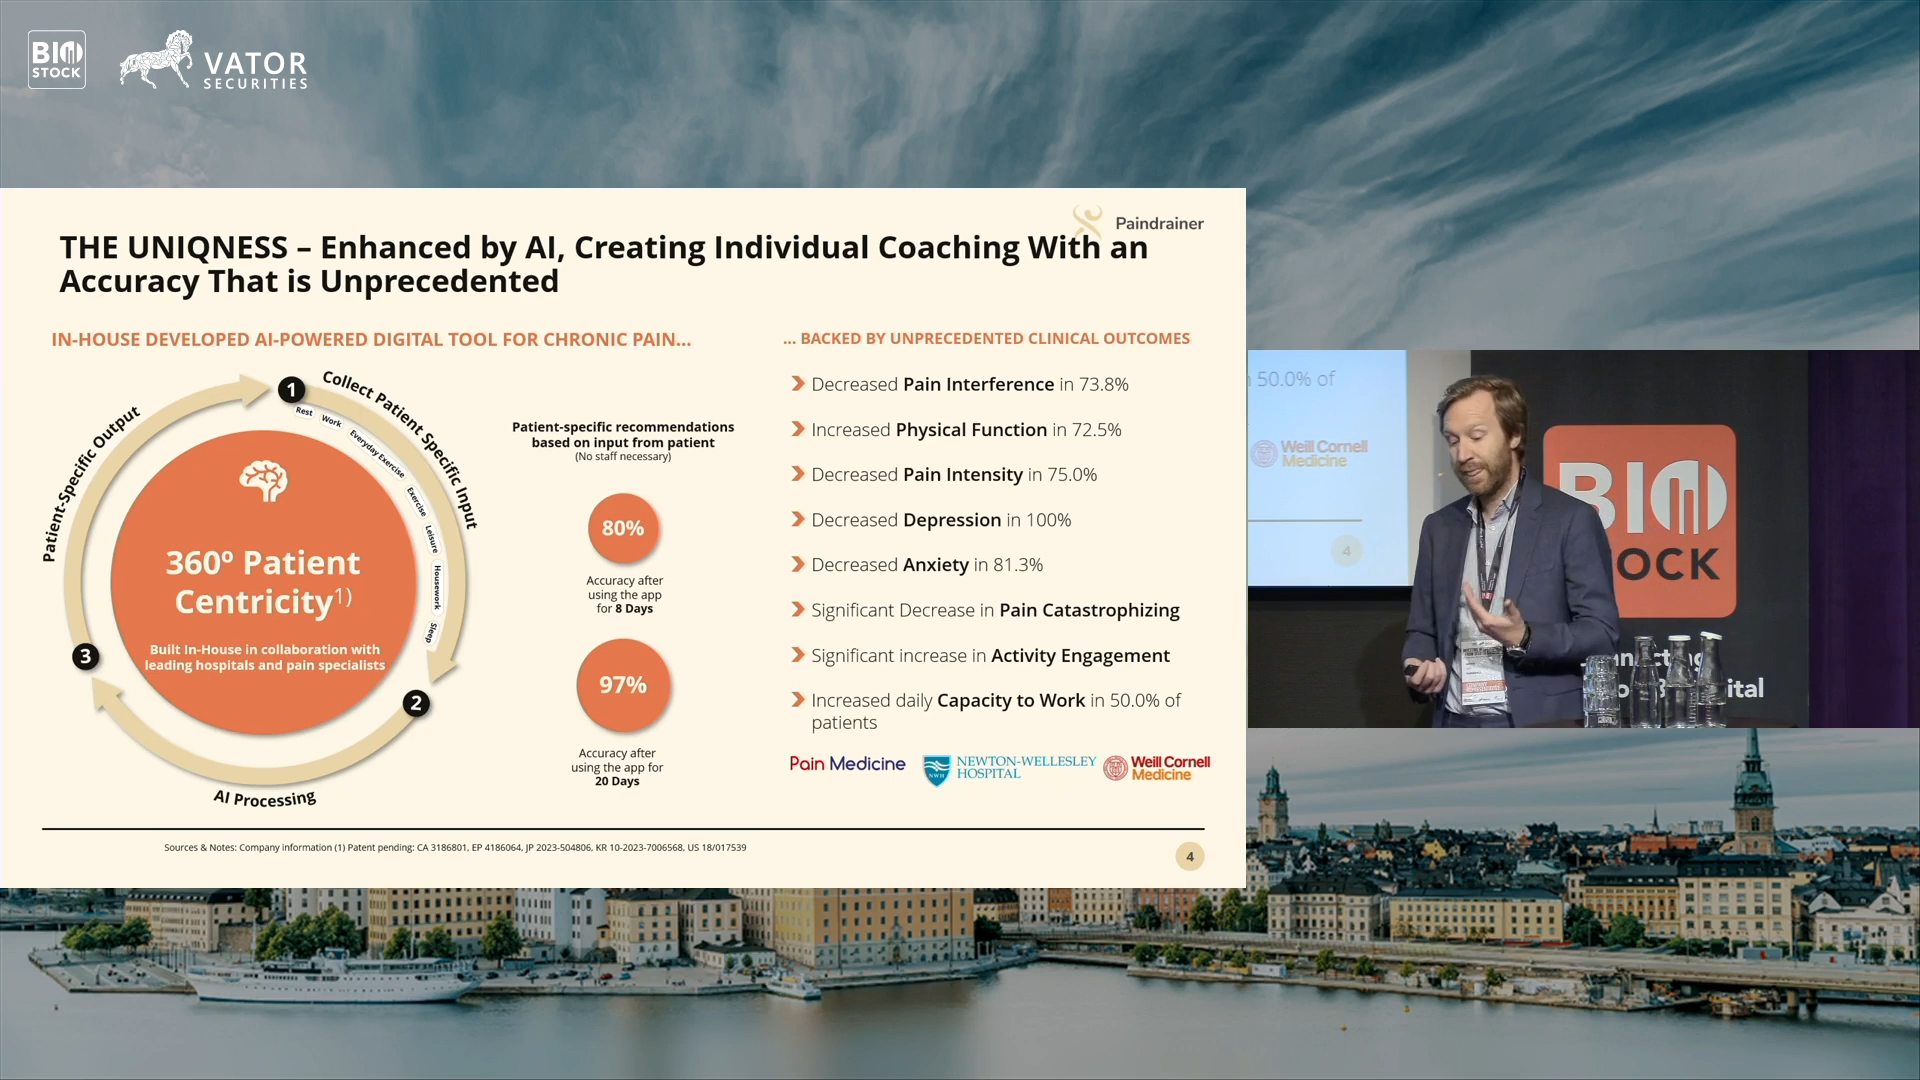 BIO
STOCK
VATOR
SECURITIES
Paindrainer
THE UNIQNESS – Enhanced by AI, Creating Individual Coaching With an
Accuracy That is Unprecedented
IN-HOUSE DEVELOPED AI-POWERED DIGITAL TOOL FOR CHRONIC PAIN...
1
Collect Patient Specific Input
Rest
Work
Everyday Exercise
Exercise
Leisure
Housework
Sleep
2
AI Processing
3
Patient-Specific Output
360º Patient
Centricity1)
Built In-House in collaboration with
leading hospitals and pain specialists
Patient-specific recommendations
based on input from patient
(No staff necessary)
80%
Accuracy after
using the app
for 8 Days
97%
Accuracy after
using the app for
20 Days
... BACKED BY UNPRECEDENTED CLINICAL OUTCOMES
Decreased Pain Interference in 73.8%
Increased Physical Function in 72.5%
Decreased Pain Intensity in 75.0%
Decreased Depression in 100%
Decreased Anxiety in 81.3%
Significant Decrease in Pain Catastrophizing
Significant increase in Activity Engagement
Increased daily Capacity to Work in 50.0% of
patients
Pain Medicine
NWH
NEWTON-WELLESLEY
HOSPITAL
Weill Cornell
Medicine
Sources & Notes: Company information (1) Patent pending: CA 3186801, EP 4186064, JP 2023-504806, KR 10-2023-7006568, US 18/017539
4
50.0% of
Weill Cornell
Medicine
4
BIO
OCK